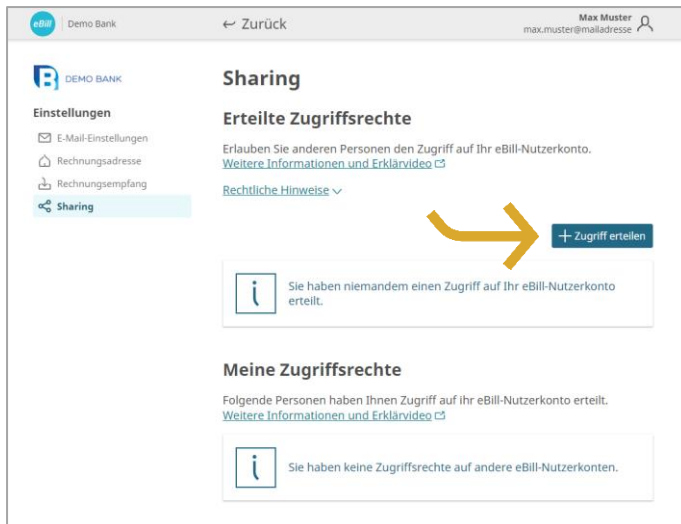 eBill Demo Bank
← Zurück
Max Muster
max.muster@mailadresse
DEMO BANK
Einstellungen
E-Mail-Einstellungen
Rechnungsadresse
Rechnungsempfang
Sharing
Sharing
Erteilte Zugriffsrechte
Erlauben Sie anderen Personen den Zugriff auf Ihr eBill-Nutzerkonto.
Weitere Informationen und Erklärvideo
Rechtliche Hinweise
+ Zugriff erteilen
i
Sie haben niemandem einen Zugriff auf Ihr eBill-Nutzerkonto
erteilt.
Meine Zugriffsrechte
Folgende Personen haben Ihnen Zugriff auf ihr eBill-Nutzerkonto erteilt.
Weitere Informationen und Erklärvideo
i
Sie haben keine Zugriffsrechte auf andere eBill-Nutzerkonten.